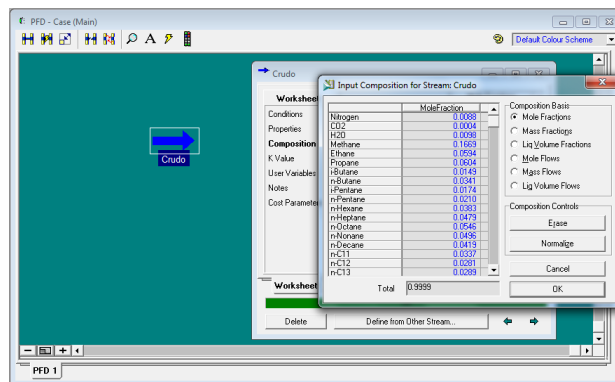 PFD - Case (Main)
A
Default Colour Scheme
Crudo
Crudo
Worksheet
Conditions
Properties
Composition
K Value
User Variables
Notes
Cost Parameters
Worksheet
Delete
Define from Other Stream...
Input Composition for Stream: Crudo
MoleFraction
Nitrogen 0.0088
CO2 0.0004
H2O 0.0098
Methane 0.1669
Ethane 0.0594
Propane 0.0604
i-Butane 0.0149
n-Butane 0.0341
i-Pentane 0.0174
n-Pentane 0.0210
n-Hexane 0.0383
n-Heptane 0.0479
n-Octane 0.0546
n-Nonane 0.0496
n-Decane 0.0419
n-C11 0.0337
n-C12 0.0281
n-C13 0.0289
Total 0.9999
Composition Basis
Mole Fractions
Mass Fractions
Liq Volume Fractions
Mole Flows
Mass Flows
Liq Volume Flows
Composition Controls
Erase
Normalize
Cancel
OK
PFD 1